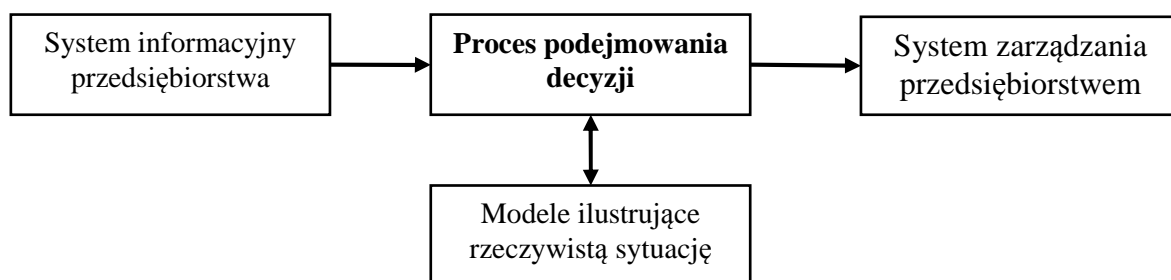 System informacyjny
przedsiębiorstwa
Proces podejmowania
decyzji
System zarządzania
przedsiębiorstwem
Modele ilustrujące
rzeczywistą sytuację